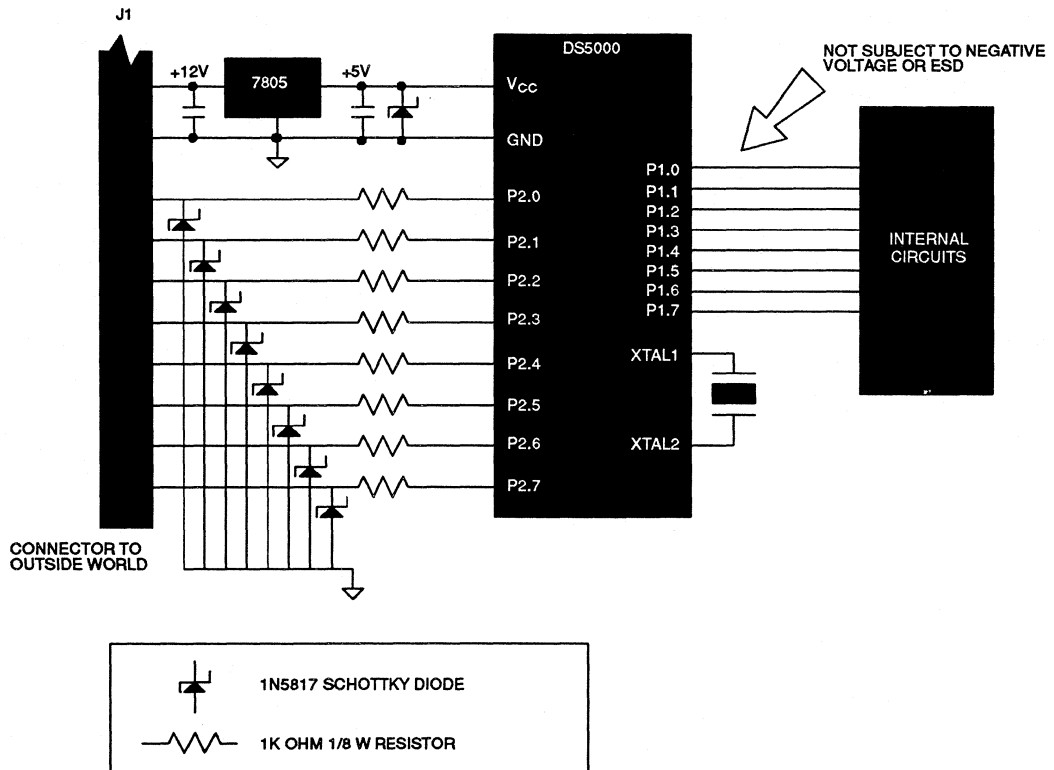 J1
DS5000
NOT SUBJECT TO NEGATIVE
VOLTAGE OR ESD
+12V
7805
+5V
VCC
GND
P1.0
P1.1
P1.2
P1.3
P1.4
P1.5
P1.6
P1.7
P2.0
P2.1
P2.2
P2.3
P2.4
P2.5
P2.6
P2.7
INTERNAL
CIRCUITS
XTAL1
XTAL2
CONNECTOR TO
OUTSIDE WORLD
1N5817 SCHOTTKY DIODE
1K OHM 1/8 W RESISTOR